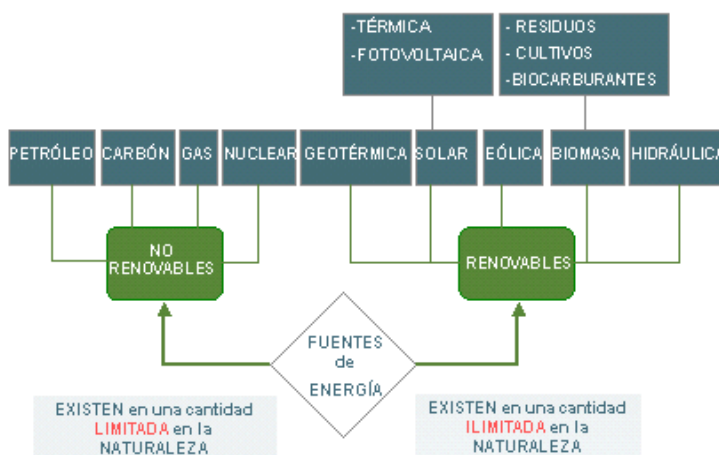 -TÉRMICA
-FOTOVOLTAICA
- RESIDUOS
- CULTIVOS
-BIOCARBURANTES
PETRÓLEO
CARBÓN
GAS
NUCLEAR
GEOTÉRMICA
SOLAR
EÓLICA
BIOMASA
HIDRÁULICA
NO
RENOVABLES
RENOVABLES
FUENTES
de
ENERGÍA
EXISTEN en una cantidad
LIMITADA en la
NATURALEZA
EXISTEN en una cantidad
ILIMITADA en la
NATURALEZA